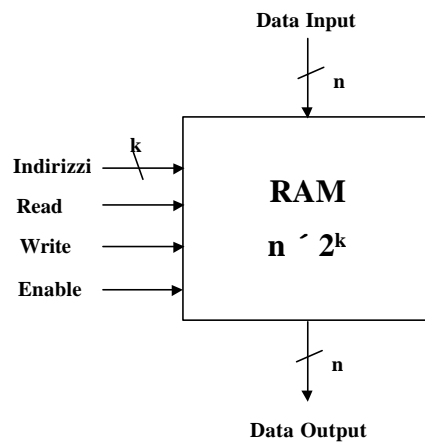 Data Input
n
k
Indirizzi
Read
Write
Enable
RAM
n ´ 2ᵏ
n
Data Output